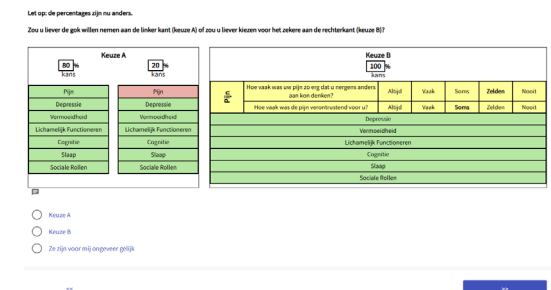 Let op: de percentages zijn nu anders.
Zou u liever de gok willen nemen aan de linker kant (keuze A) of zou u liever kiezen voor het zekere aan de rechterkant (keuze B)?
Keuze A
80 %
kans
20 %
kans
Pijn
Depressie
Vermoeidheid
Lichamelijk Functioneren
Cognitie
Slaap
Sociale Rollen
Pijn
Depressie
Vermoeidheid
Lichamelijk Functioneren
Cognitie
Slaap
Sociale Rollen
Keuze B
100 %
kans
Pijn
Hoe vaak was uw pijn zo erg dat u nergens anders aan kon denken? Altijd Vaak Soms Zelden Nooit
Hoe vaak was de pijn verontrustend voor u? Altijd Vaak Soms Zelden Nooit
Depressie
Vermoeidheid
Lichamelijk Functioneren
Cognitie
Slaap
Sociale Rollen
Keuze A
Keuze B
Ze zijn voor mij ongeveer gelijk